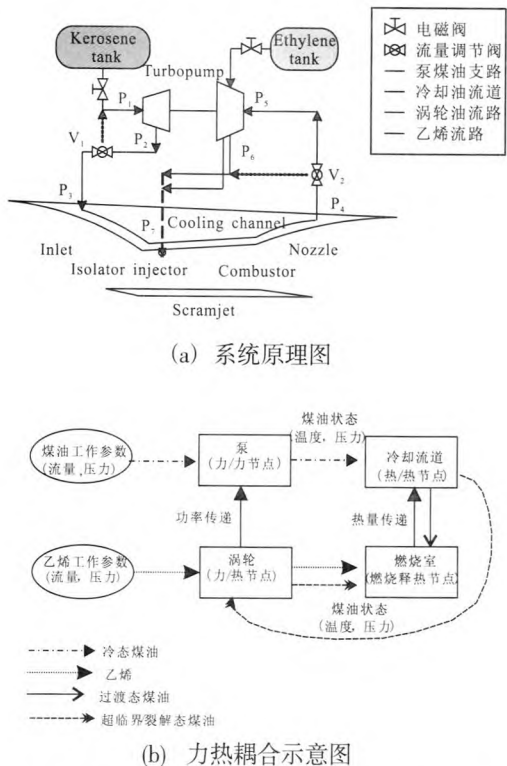 Kerosene
tank
Ethylene
tank
Turbopump
P1
P5
P2
P6
V1
V2
P3
P4
P7
Cooling channel
Inlet
Nozzle
Isolator injector
Combustor
Scramjet
电磁阀
流量调节阀
泵煤油支路
冷却油流道
涡轮油流路
乙烯流路
(a) 系统原理图
煤油状态
(温度, 压力)
煤油工作参数
(流量,压力)
泵
(力/力节点)
冷却流道
(热/热节点)
功率传递
热量传递
乙烯工作参数
(流量, 压力)
涡轮
(力/热节点)
燃烧室
(燃烧释热节点)
煤油状态
(温度, 压力)
冷态煤油
乙烯
过渡态煤油
超临界裂解态煤油
(b) 力热耦合示意图